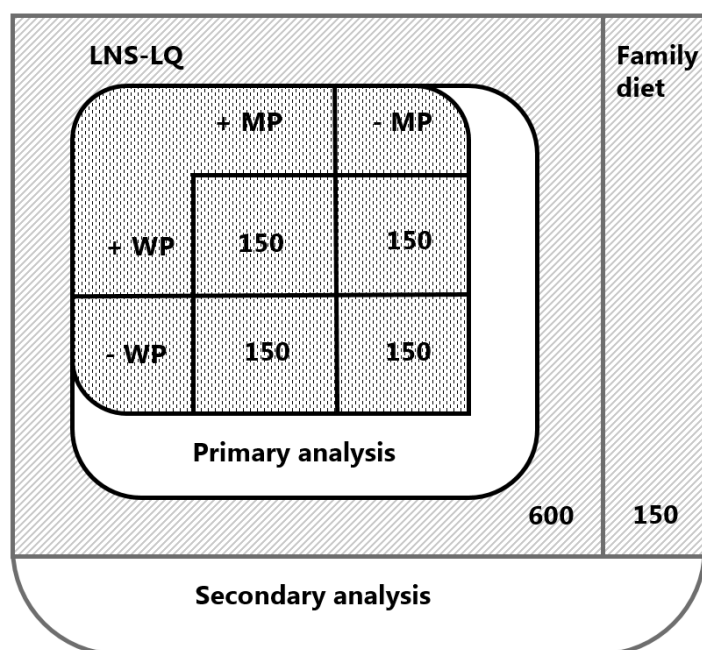 LNS-LQ
Family
diet
+ MP
- MP
+ WP
150
150
- WP
150
150
Primary analysis
600
150
Secondary analysis